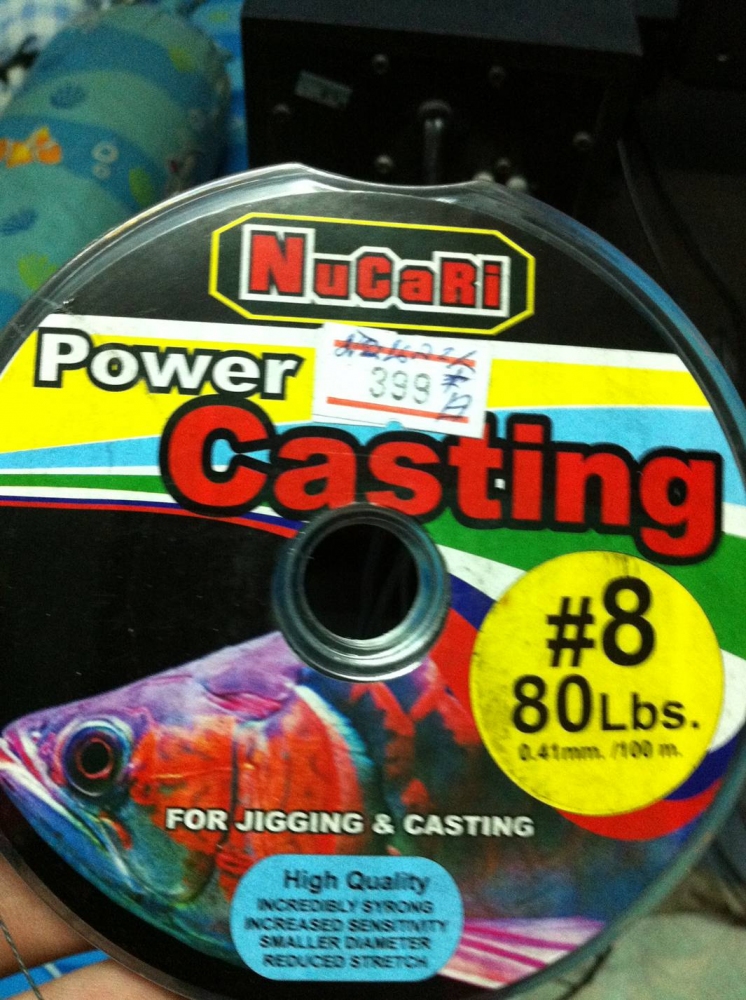 NuCaRi
Power
399
Casting
#8
80Lbs.
0.41mm. /100 m.
FOR JIGGING & CASTING
High Quality
INCREDIBLY SYRONG
INCREASED SENSITIVITY
SMALLER DIAMETER
REDUCED STRETCH